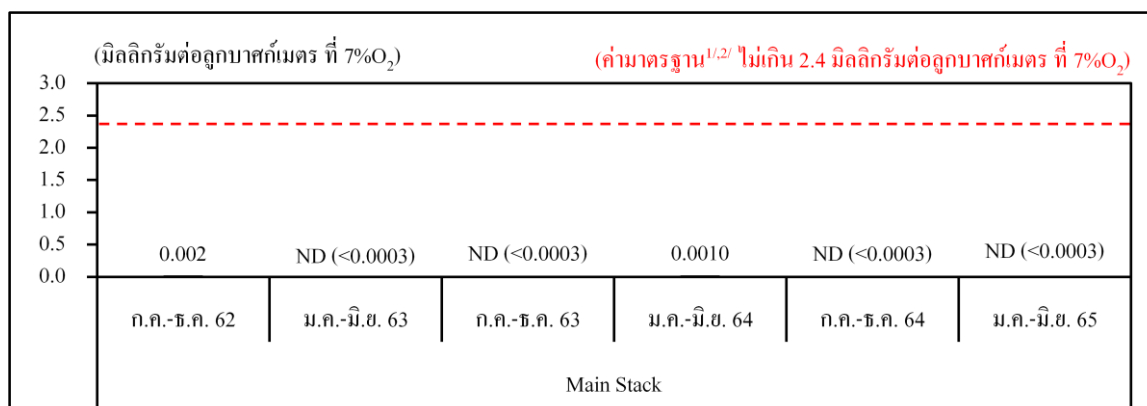 (มิลลิกรัมต่อลูกบาศก์เมตร ที่ 7%O₂) (ค่ามาตรฐาน¹/,²/ ไม่เกิน 2.4 มิลลิกรัมต่อลูกบาศก์เมตร ที่ 7%O₂)
3.0
2.5
2.0
1.5
1.0
0.5
0.0
0.002 ND (<0.0003) ND (<0.0003) 0.0010 ND (<0.0003) ND (<0.0003)
ก.ค.-ธ.ค. 62 ม.ค.-มิ.ย. 63 ก.ค.-ธ.ค. 63 ม.ค.-มิ.ย. 64 ก.ค.-ธ.ค. 64 ม.ค.-มิ.ย. 65
Main Stack